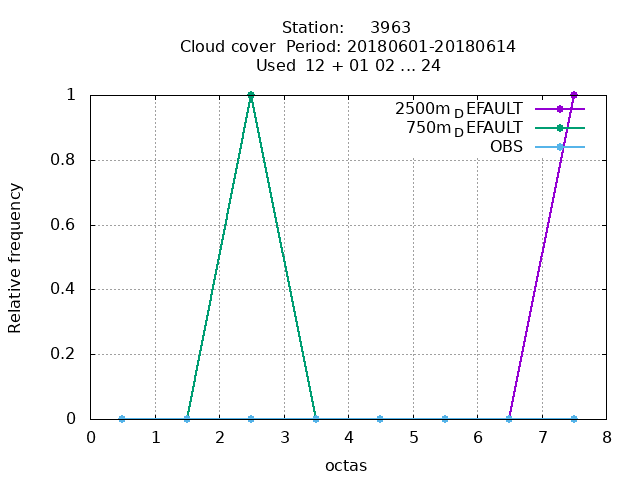 Station: 3963
Cloud cover Period: 20180601-20180614
Used 12 + 01 02 ... 24
2500m_DEFAULT
750m_DEFAULT
OBS
Relative frequency
1
0.8
0.6
0.4
0.2
0
0 1 2 3 4 5 6 7 8
octas